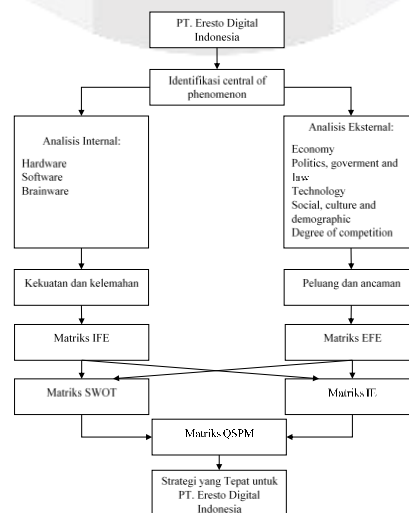 PT. Eresto Digital
Indonesia
Identifikasi central of
phenomenon
Analisis Internal:
Hardware
Software
Brainware
Analisis Eksternal:
Economy
Politics, goverment and
law
Technology
Social, culture and
demographic
Degree of competition
Kekuatan dan kelemahan
Peluang dan ancaman
Matriks IFE
Matriks EFE
Matriks SWOT
Matriks IE
Matriks QSPM
Strategi yang Tepat untuk
PT. Eresto Digital
Indonesia